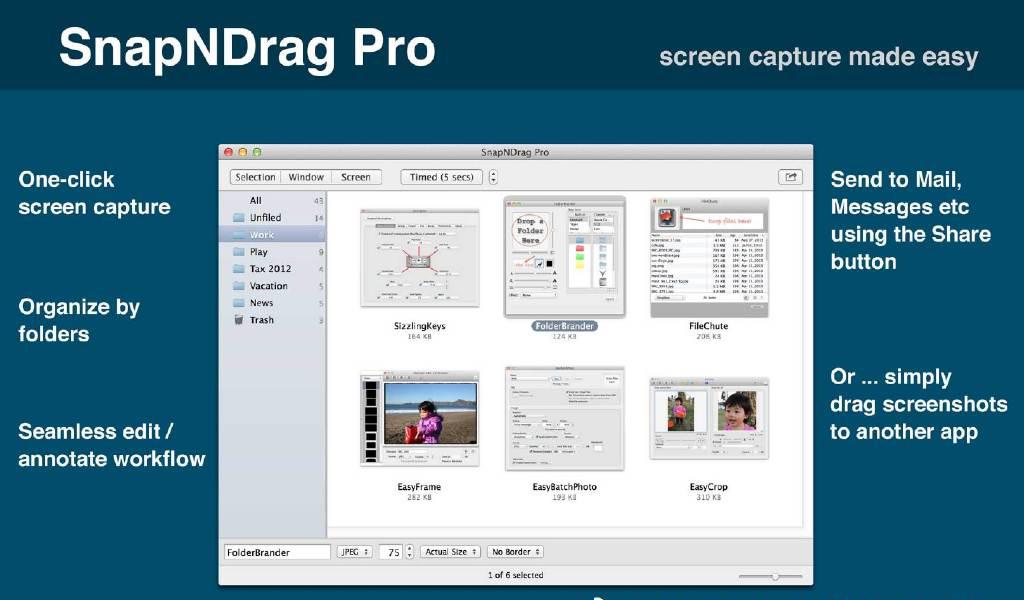 SnapNDrag Pro
screen capture made easy
One-click
screen capture
Organize by
folders
Seamless edit /
annotate workflow
SnapNDrag Pro
Selection Window Screen Timed (5 secs)
All 43
Unfiled 14
Work
Play 9
Tax 2012 4
Vacation 5
News 5
Trash 3
Drop a
Folder
Here
SizzlingKeys
164 KB
FolderBrander
124 KB
FileChute
208 KB
EasyFrame
282 KB
EasyBatchPhoto
193 KB
EasyCrop
310 KB
FolderBrander JPEG 75 Actual Size No Border
1 of 6 selected
Send to Mail,
Messages etc
using the Share
button
Or ... simply
drag screenshots
to another app